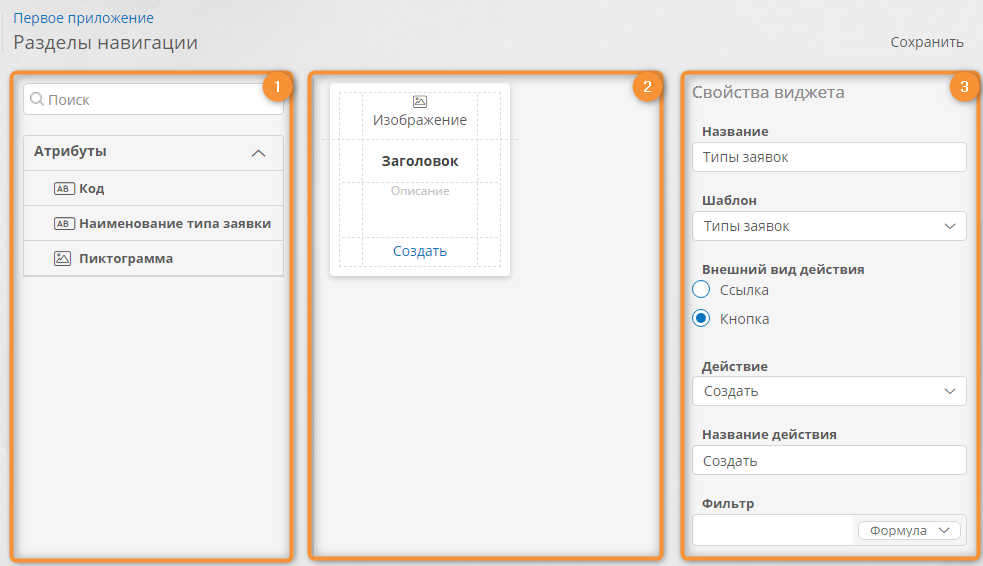 Первое приложение
Разделы навигации
Сохранить
1
Поиск
Атрибуты
AB Код
AB Наименование типа заявки
Пиктограмма
2
Изображение
Заголовок
Описание
Создать
3
Свойства виджета
Название
Типы заявок
Шаблон
Типы заявок
Внешний вид действия
Ссылка
Кнопка
Действие
Создать
Название действия
Создать
Фильтр
Формула